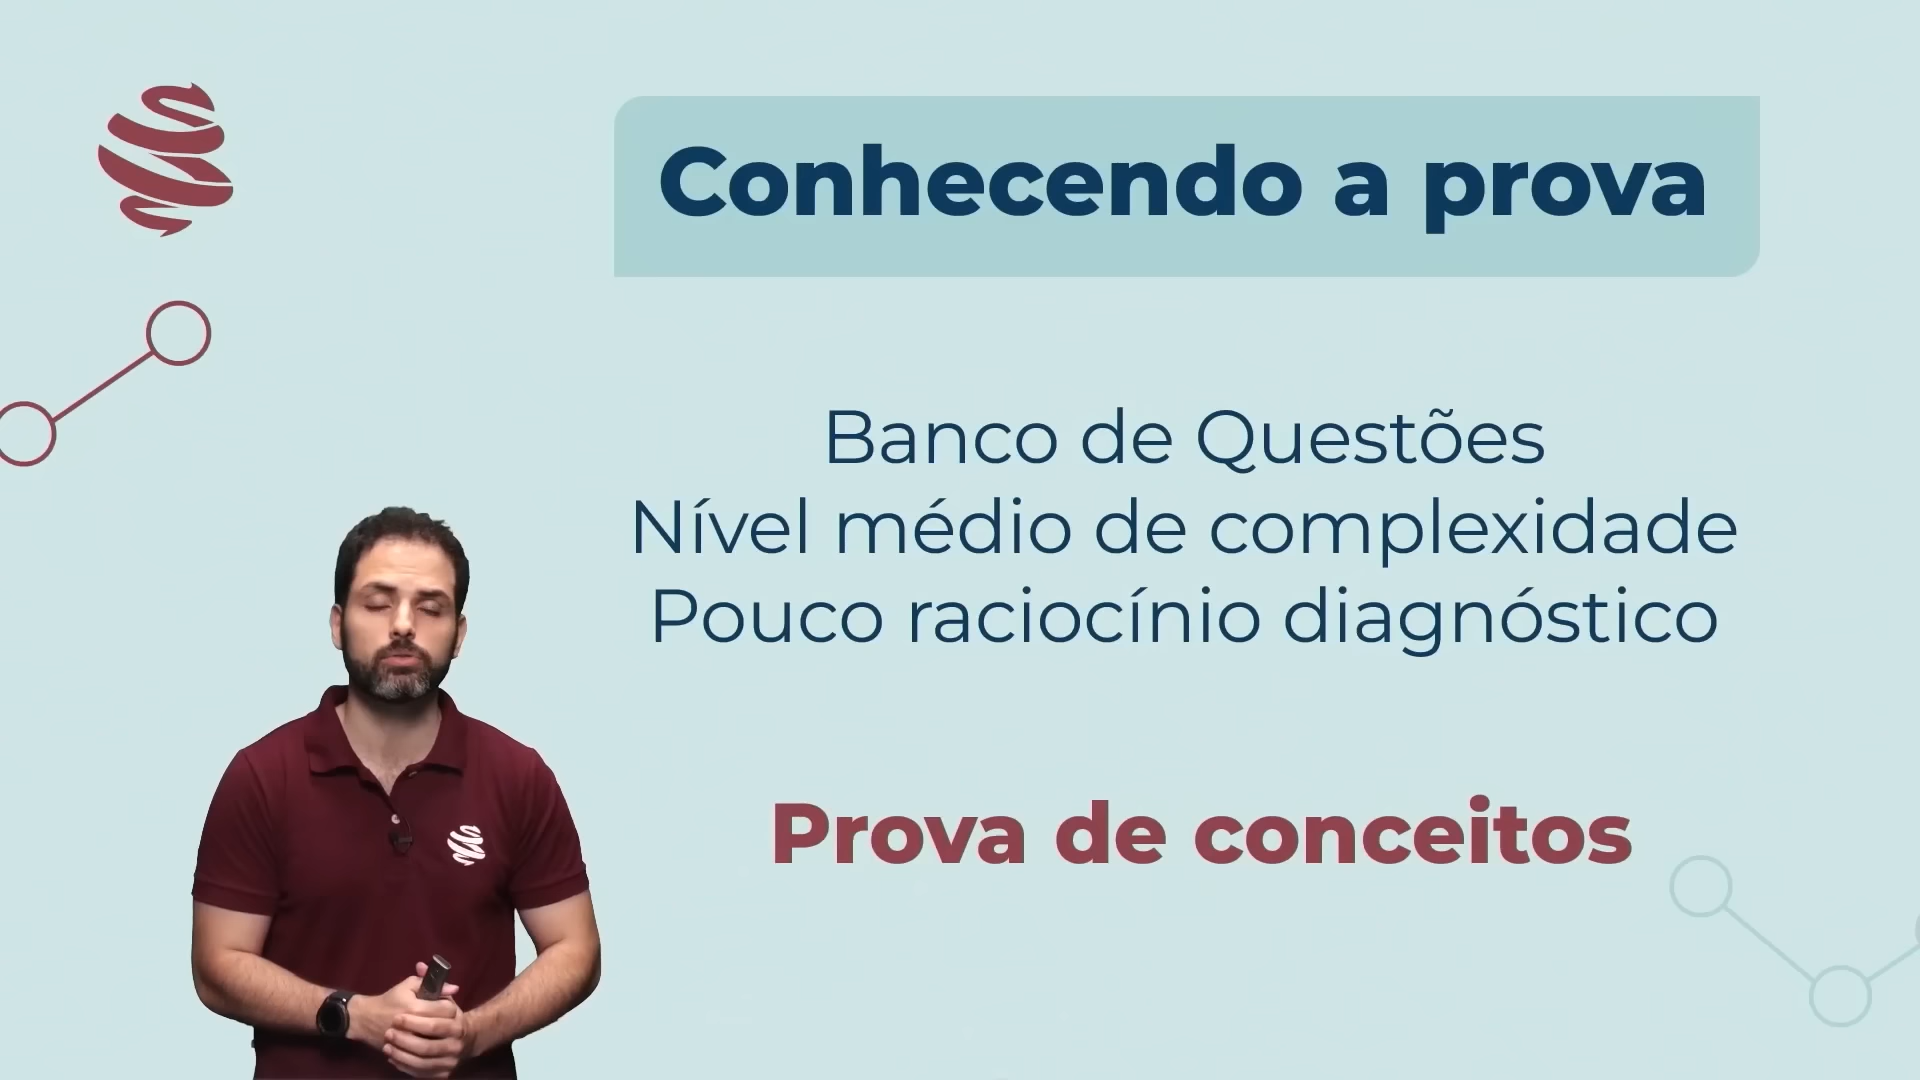 Conhecendo a prova
Banco de Questões
Nível médio de complexidade
Pouco raciocínio diagnóstico
Prova de conceitos